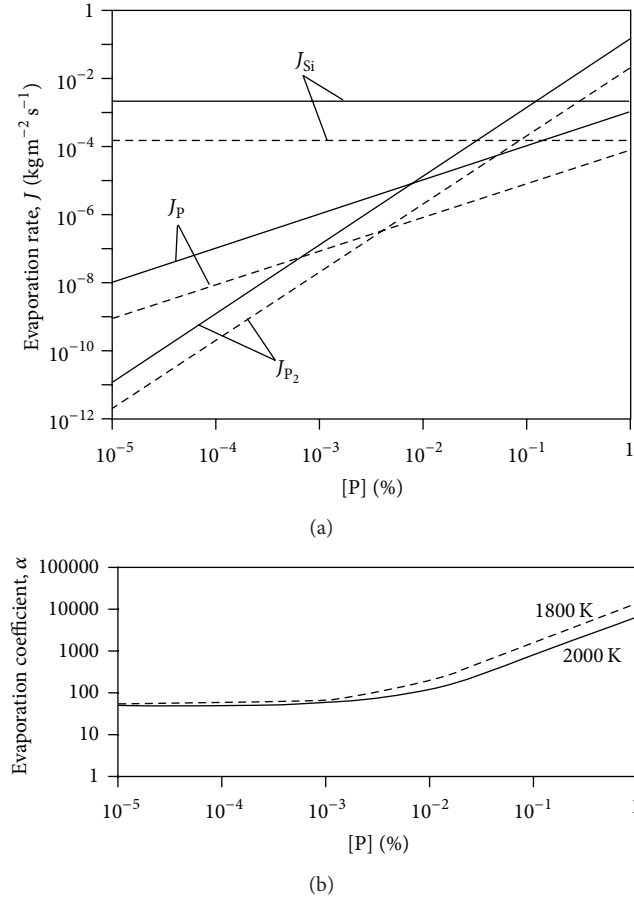 1
10⁻²
10⁻⁴
10⁻⁶
10⁻⁸
10⁻¹⁰
10⁻¹²
Evaporation rate, J (kg m⁻² s⁻¹)
J_Si
J_P
J_P₂
10⁻⁵ 10⁻⁴ 10⁻³ 10⁻² 10⁻¹ 1
[P] (%)
(a)
100000
10000
1000
100
10
1
Evaporation coefficient, α
1800 K
2000 K
10⁻⁵ 10⁻⁴ 10⁻³ 10⁻² 10⁻¹ 1
[P] (%)
(b)